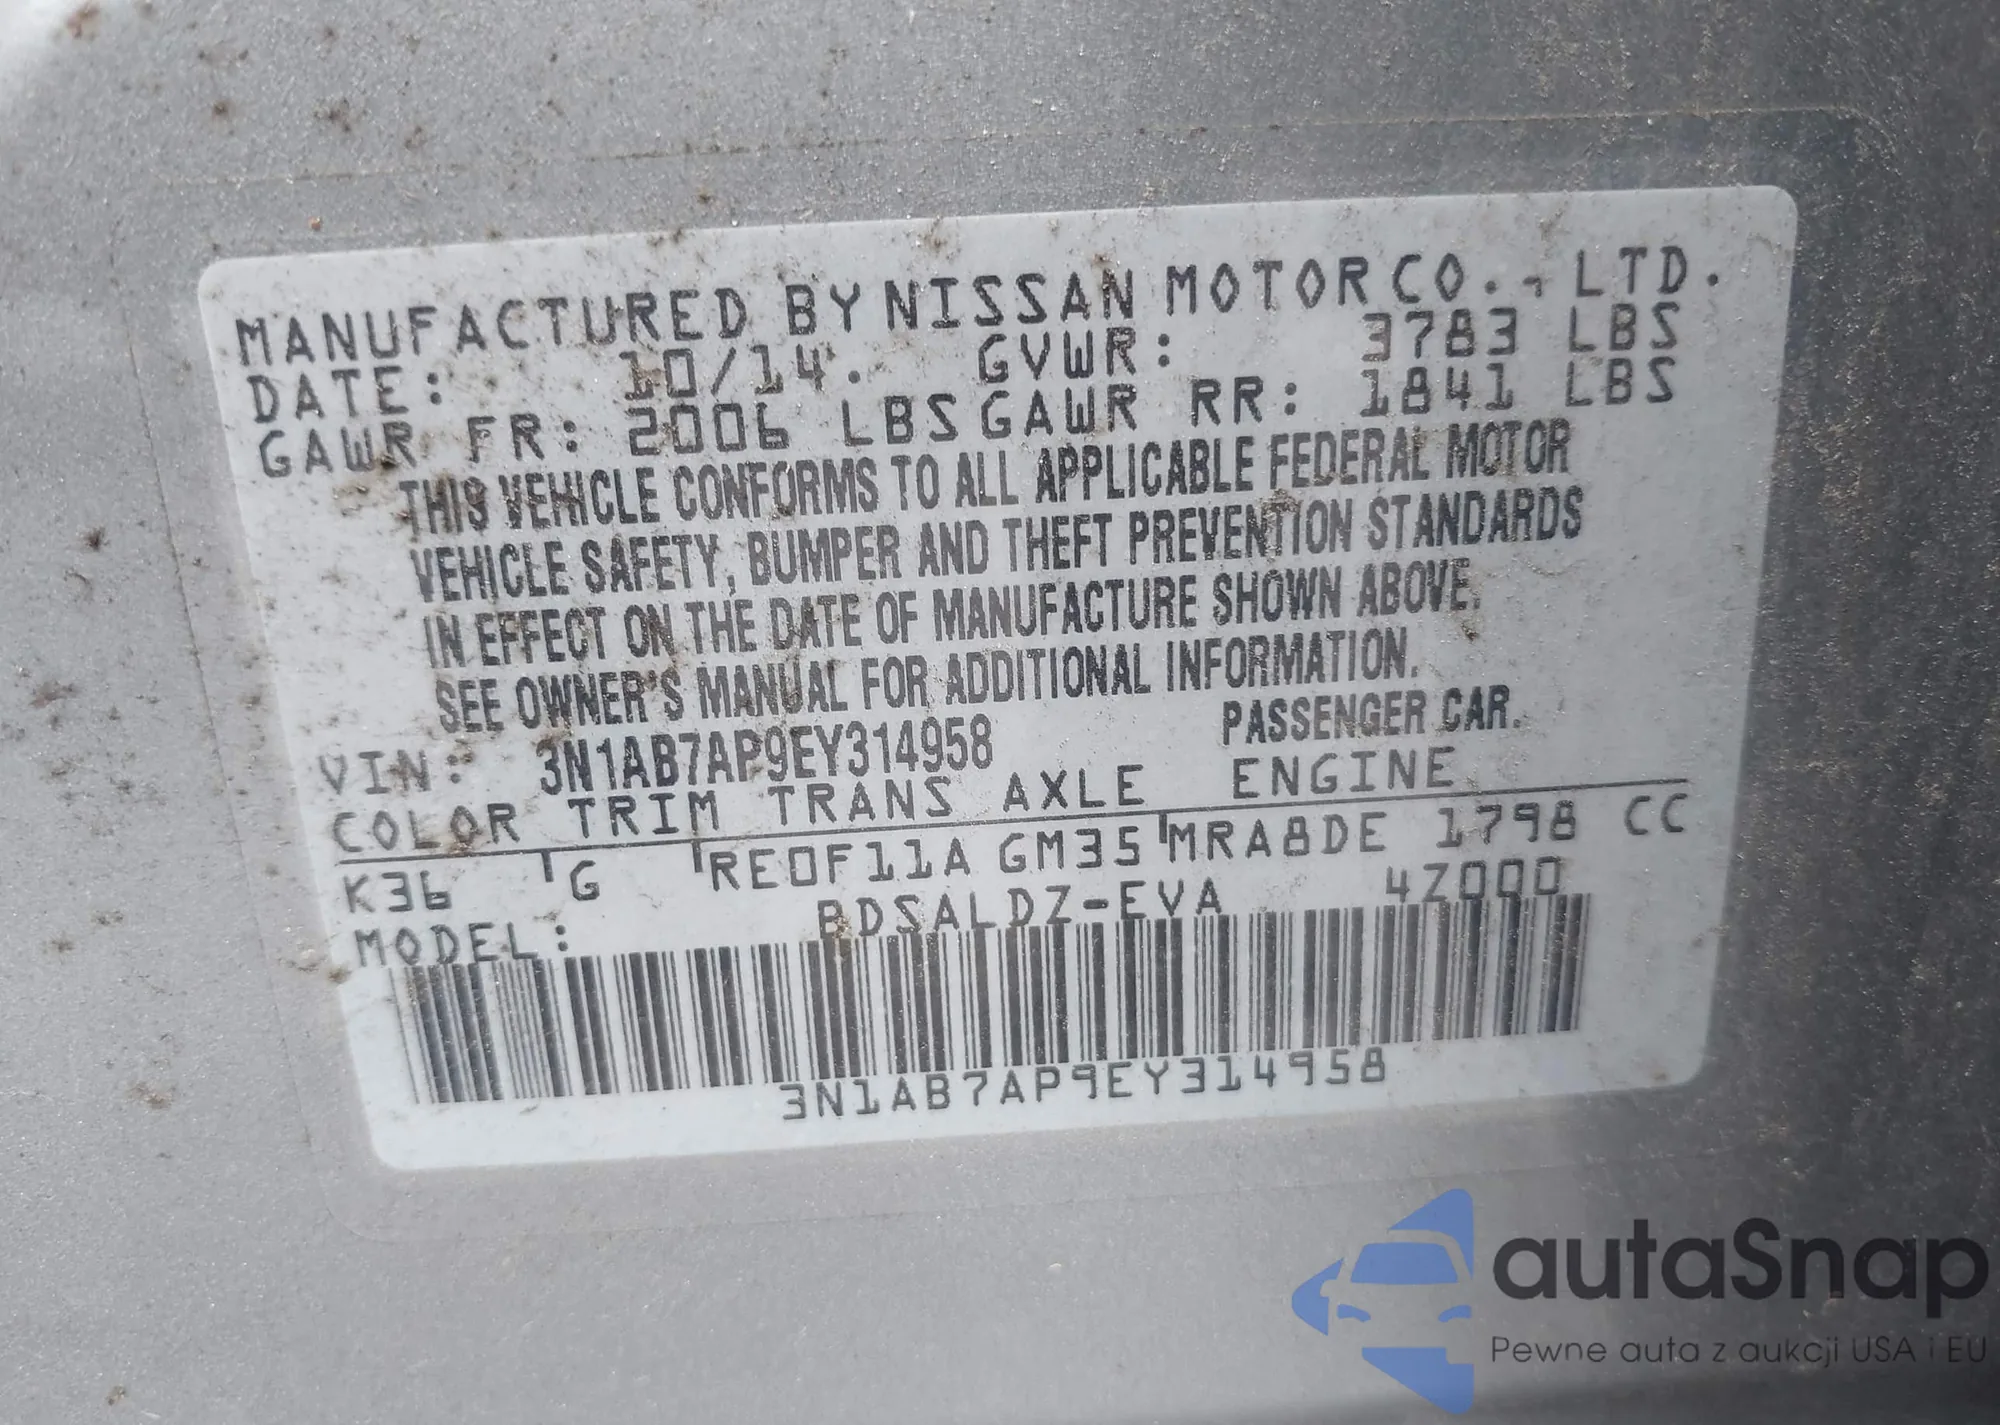 MANUFACTURED BY NISSAN MOTOR CO., LTD.
DATE: 10/14. GVWR: 3783 LBS
GAWR FR: 2006 LBS GAWR RR: 1841 LBS
THIS VEHICLE CONFORMS TO ALL APPLICABLE FEDERAL MOTOR
VEHICLE SAFETY, BUMPER AND THEFT PREVENTION STANDARDS
IN EFFECT ON THE DATE OF MANUFACTURE SHOWN ABOVE.
SEE OWNER'S MANUAL FOR ADDITIONAL INFORMATION.
VIN: 3N1AB7AP9EY314958 PASSENGER CAR.
COLOR TRIM TRANS AXLE ENGINE
K36 G RE0F11A GM35 MRA8DE 1798 CC
MODEL: BDSALDZ-EVA 4Z000
3N1AB7AP9EY314958
autaSnap
Pewne auta z aukcji USA i EU